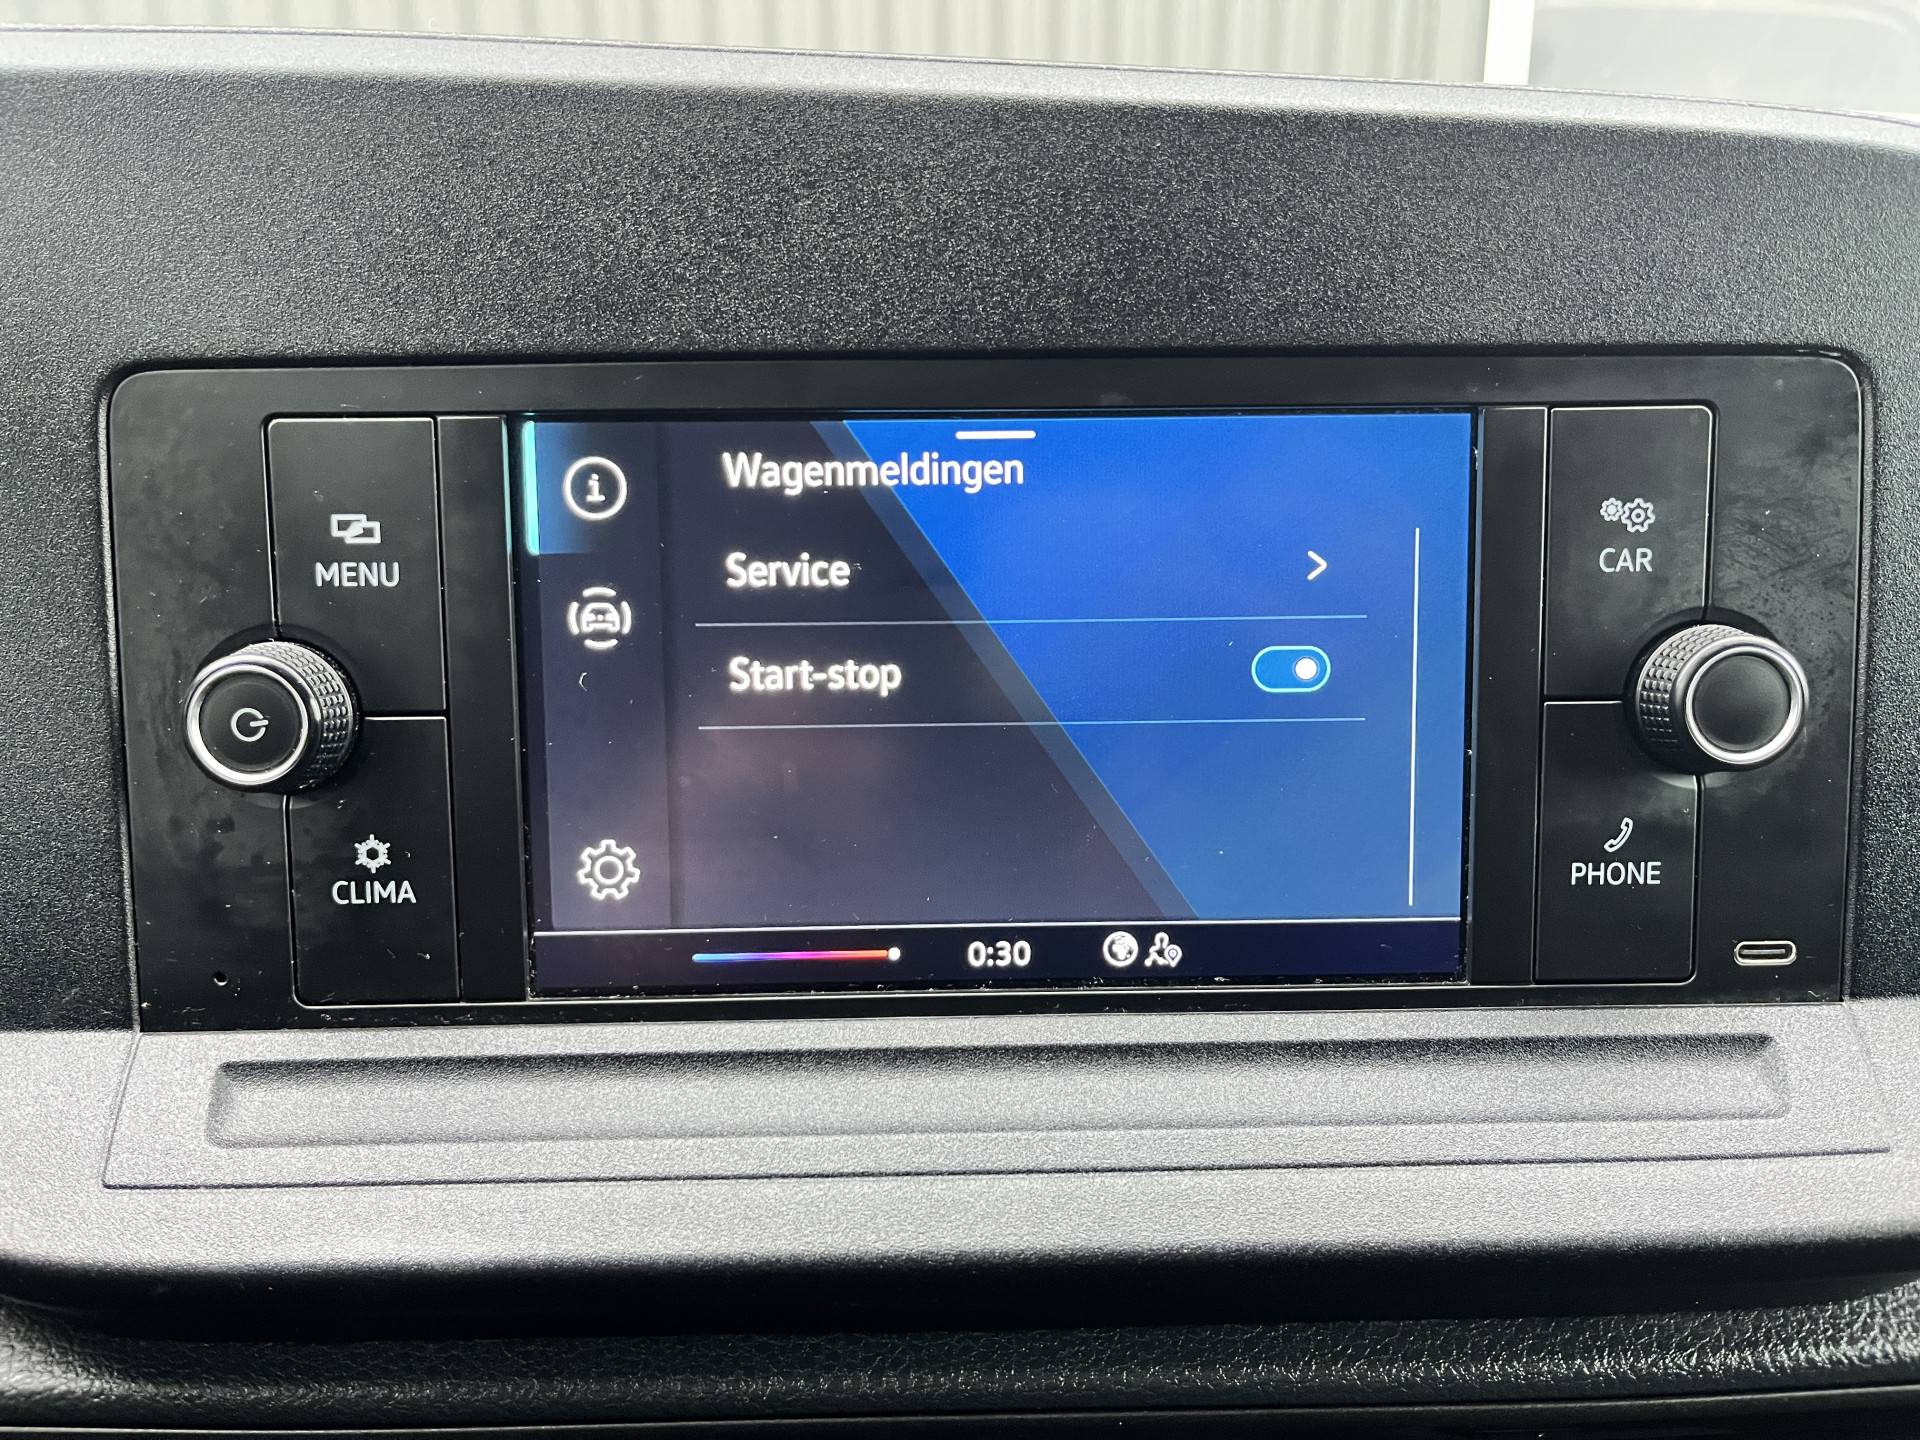 Wagenmeldingen
MENU
Service
CAR
Start-stop
CLIMA
PHONE
0:30